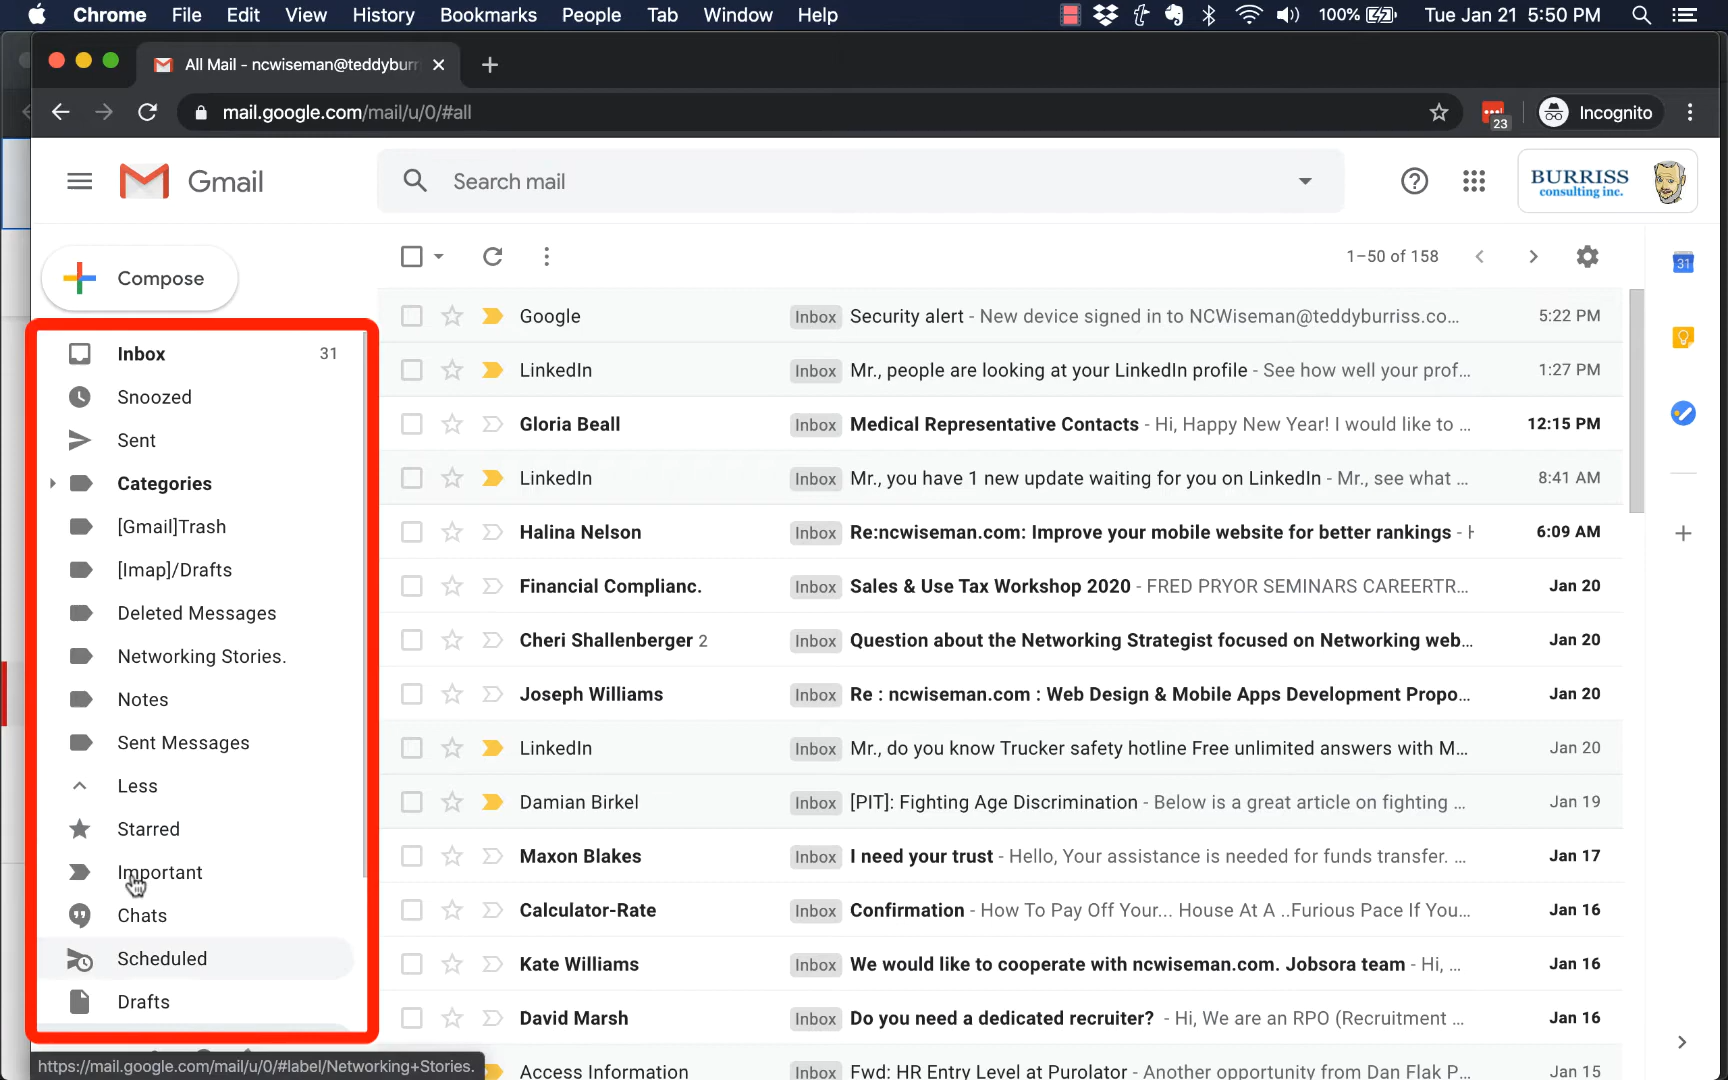 Chrome File Edit View History Bookmarks People Tab Window Help 100% Tue Jan 21 5:50 PM
All Mail - ncwiseman@teddyburr
mail.google.com/mail/u/0/#all 23 Incognito
Gmail Search mail BURRISS
consulting inc.
Compose 1–50 of 158 31
Google Inbox Security alert - New device signed in to NCWiseman@teddyburriss.co... 5:22 PM
Inbox 31
LinkedIn Inbox Mr., people are looking at your LinkedIn profile - See how well your prof... 1:27 PM
Snoozed
Gloria Beall Inbox Medical Representative Contacts - Hi, Happy New Year! I would like to ... 12:15 PM
Sent
LinkedIn Inbox Mr., you have 1 new update waiting for you on LinkedIn - Mr., see what ... 8:41 AM
Categories
[Gmail]Trash
Halina Nelson Inbox Re:ncwiseman.com: Improve your mobile website for better rankings - 6:09 AM
[Imap]/Drafts
Financial Complianc. Inbox Sales & Use Tax Workshop 2020 - FRED PRYOR SEMINARS CAREERTR... Jan 20
Deleted Messages
Cheri Shallenberger 2 Inbox Question about the Networking Strategist focused on Networking web... Jan 20
Networking Stories.
Joseph Williams Inbox Re : ncwiseman.com : Web Design & Mobile Apps Development Propo... Jan 20
Notes
Sent Messages
LinkedIn Inbox Mr., do you know Trucker safety hotline Free unlimited answers with M... Jan 20
Less
Damian Birkel Inbox [PIT]: Fighting Age Discrimination - Below is a great article on fighting ... Jan 19
Starred
Maxon Blakes Inbox I need your trust - Hello, Your assistance is needed for funds transfer. ... Jan 17
Important
Calculator-Rate Inbox Confirmation - How To Pay Off Your... House At A ..Furious Pace If You... Jan 16
Chats
Scheduled
Kate Williams Inbox We would like to cooperate with ncwiseman.com. Jobsora team - Hi, ... Jan 16
Drafts
David Marsh Inbox Do you need a dedicated recruiter? - Hi, We are an RPO (Recruitment ... Jan 16
https://mail.google.com/mail/u/0/#label/Networking+Stories.
Access Information Inbox Fwd: HR Entry Level at Purolator - Another opportunity from Dan Flak P... Jan 15